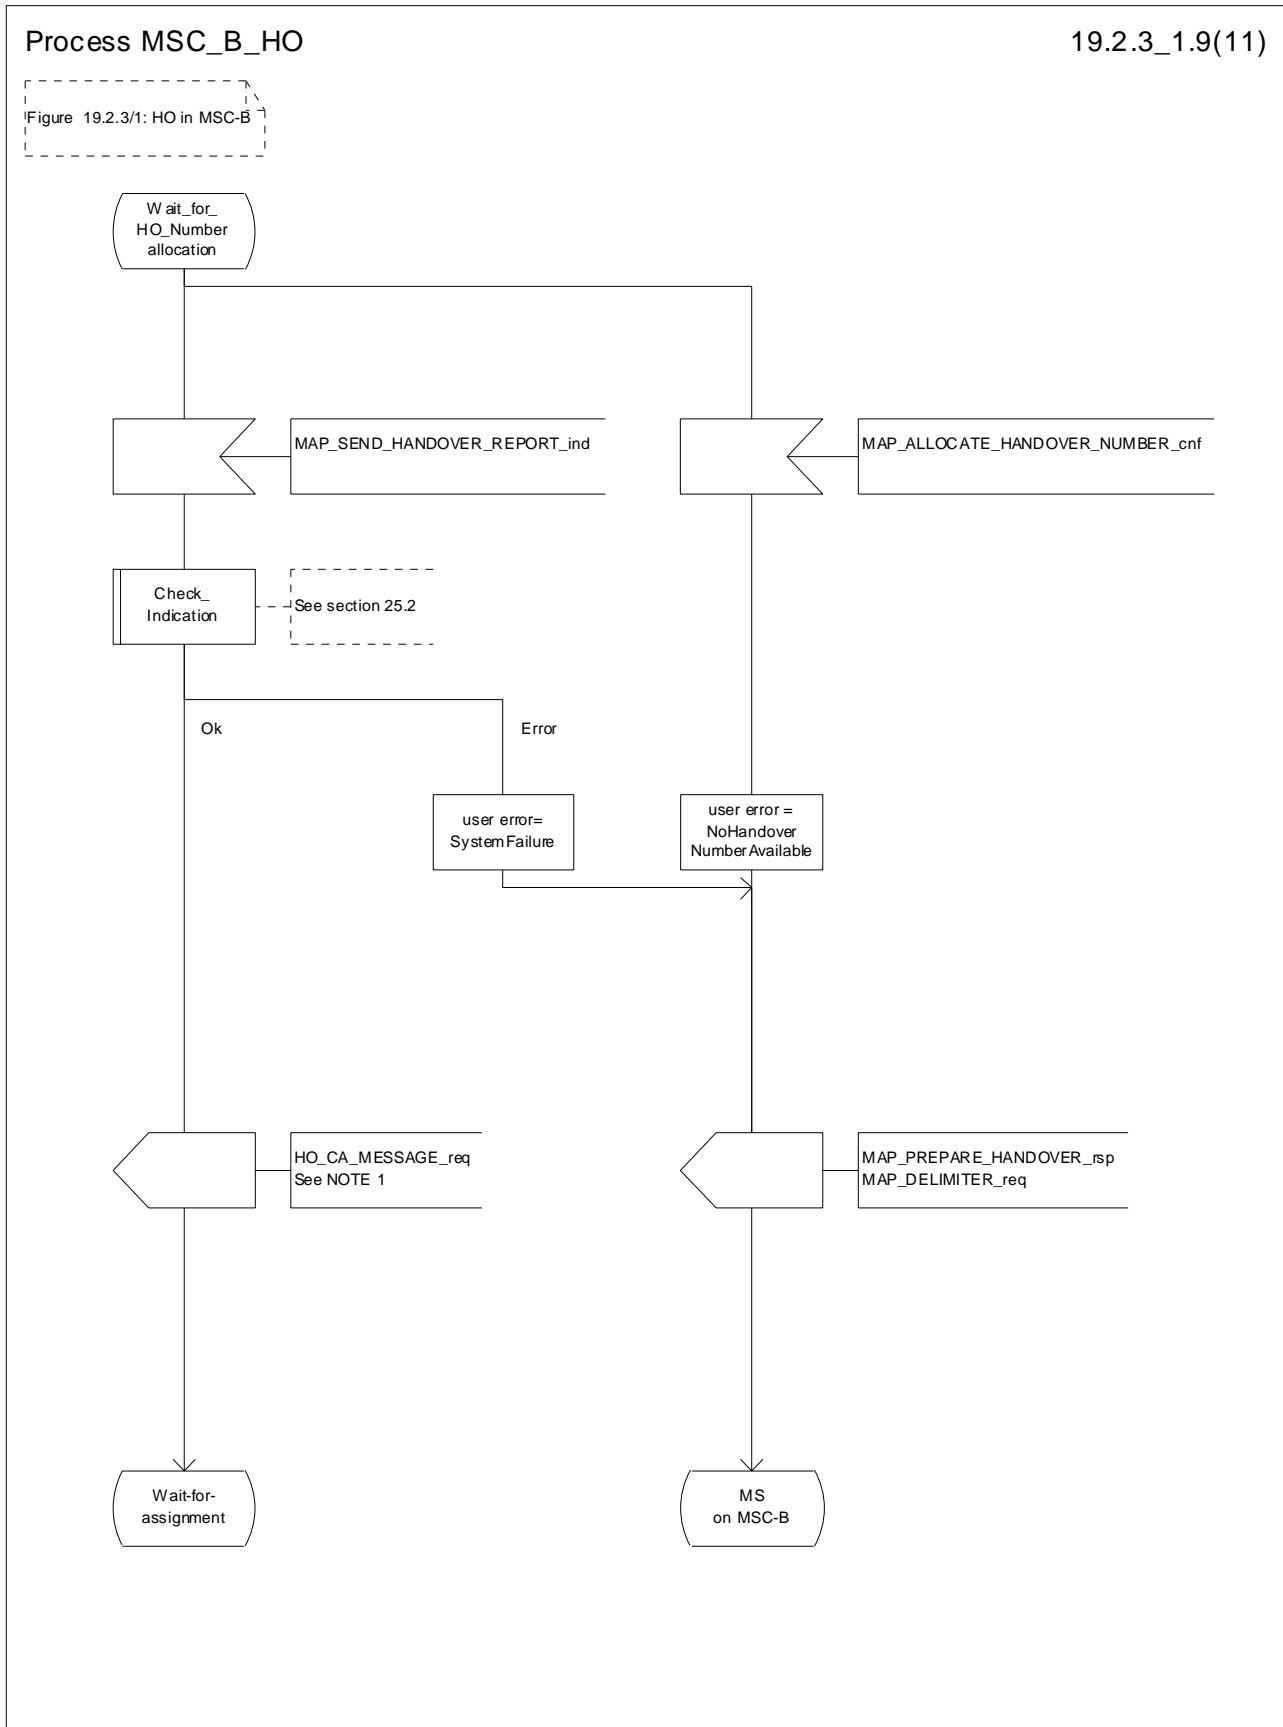 Process MSC_B_HO
19.2.3_1.9(11)
Figure 19.2.3/1: HO in MSC-B
Wait_for_
HO_Number
allocation
MAP_SEND_HANDOVER_REPORT_ind
MAP_ALLOCATE_HANDOVER_NUMBER_cnf
Check_
Indication
See section 25.2
Ok
Error
user error=
SystemFailure
user error =
NoHandover
NumberAvailable
HO_CA_MESSAGE_req
See NOTE 1
MAP_PREPARE_HANDOVER_rsp
MAP_DELIMITER_req
Wait-for-
assignment
MS
on MSC-B